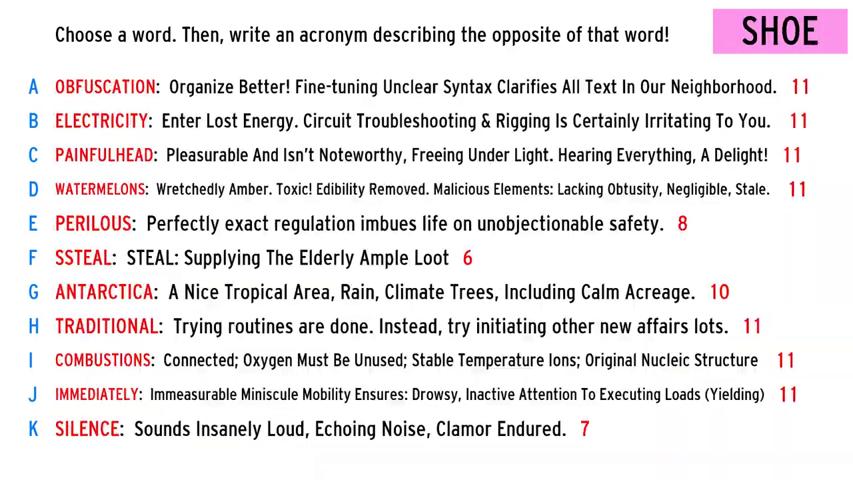 Choose a word. Then, write an acronym describing the opposite of that word!
SHOE
A OBFUSCATION: Organize Better! Fine-tuning Unclear Syntax Clarifies All Text In Our Neighborhood. 11
B ELECTRICITY: Enter Lost Energy. Circuit Troubleshooting & Rigging Is Certainly Irritating To You. 11
C PAINFULHEAD: Pleasurable And Isn't Noteworthy, Freeing Under Light. Hearing Everything, A Delight! 11
D WATERMELONS: Wretchedly Amber. Toxic! Edibility Removed. Malicious Elements: Lacking Obtusity, Negligible, Stale. 11
E PERILOUS: Perfectly exact regulation imbues life on unobjectionable safety. 8
F SSTEAL: STEAL: Supplying The Elderly Ample Loot 6
G ANTARCTICA: A Nice Tropical Area, Rain, Climate Trees, Including Calm Acreage. 10
H TRADITIONAL: Trying routines are done. Instead, try initiating other new affairs lots. 11
I COMBUSTIONS: Connected; Oxygen Must Be Unused; Stable Temperature Ions; Original Nucleic Structure 11
J IMMEDIATELY: Immeasurable Miniscule Mobility Ensures: Drowsy, Inactive Attention To Executing Loads (Yielding) 11
K SILENCE: Sounds Insanely Loud, Echoing Noise, Clamor Endured. 7